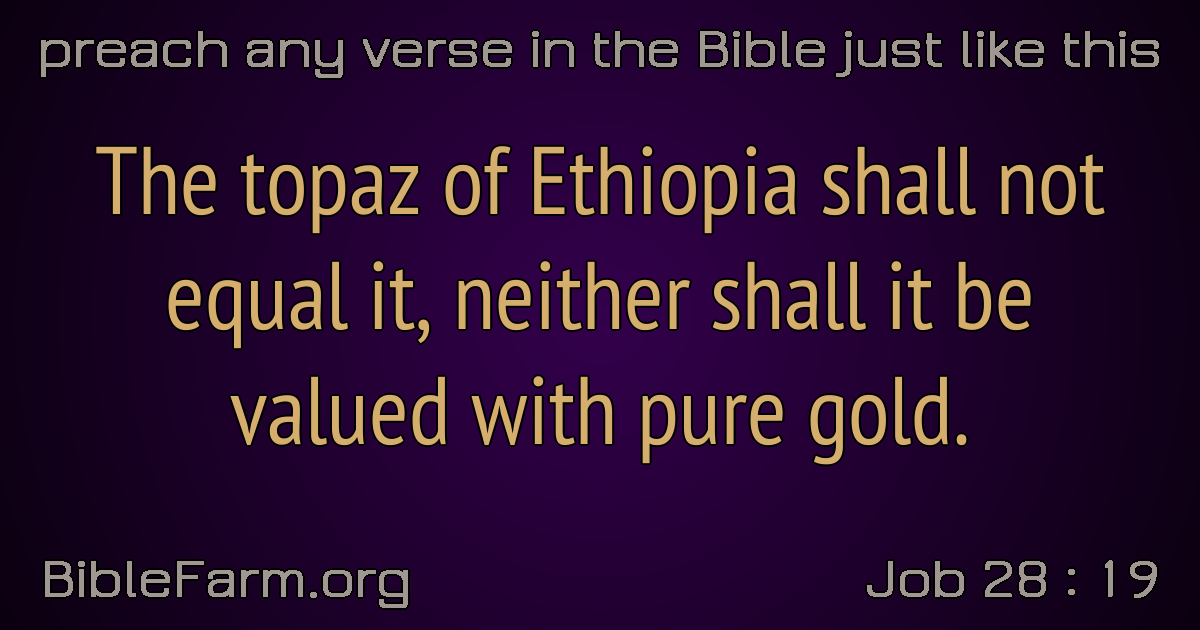 preach any verse in the Bible just like this
The topaz of Ethiopia shall not
equal it, neither shall it be
valued with pure gold.
BibleFarm.org
Job 28 : 19